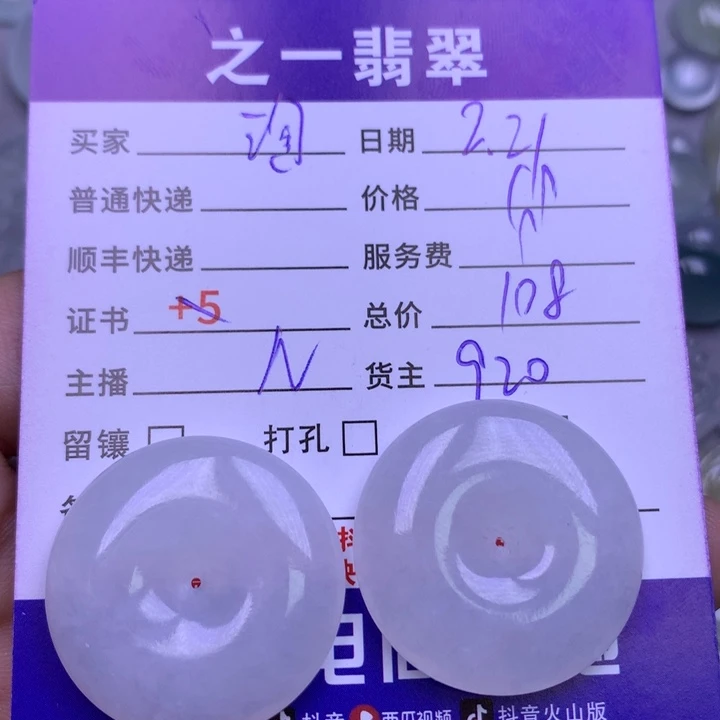 之一翡翠
买家 调 日期 2.21
普通快递 价格
顺丰快递 服务费
证书 +5 总价 108
主播 N 货主 920
留镶 打孔
抖音 西瓜视频 抖音火山版